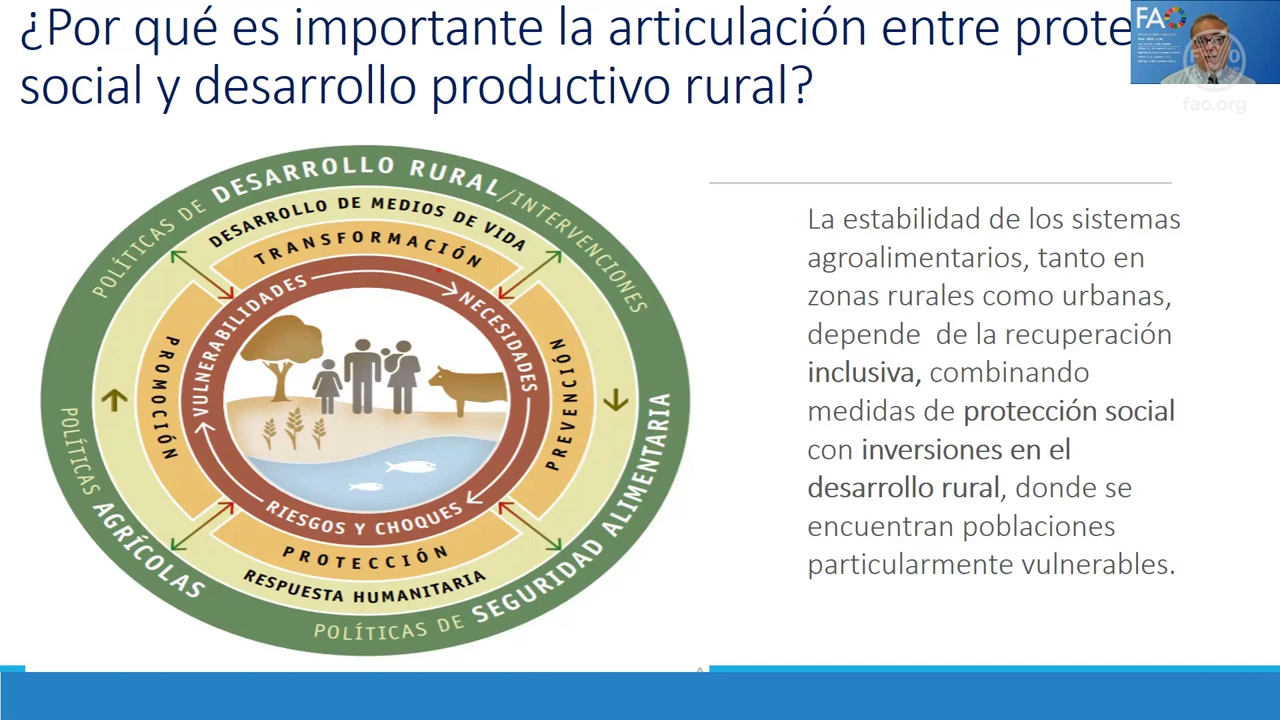 ¿Por qué es importante la articulación entre prote
social y desarrollo productivo rural?
FAO
fao.org
POLÍTICAS DE DESARROLLO RURAL/INTERVENCIONES
DESARROLLO DE MEDIOS DE VIDA
TRANSFORMACIÓN
VULNERABILIDADES
NECESIDADES
PROMOCIÓN
PREVENCIÓN
RIESGOS Y CHOQUES
PROTECCIÓN
RESPUESTA HUMANITARIA
POLÍTICAS AGRÍCOLAS
POLÍTICAS DE SEGURIDAD ALIMENTARIA
La estabilidad de los sistemas
agroalimentarios, tanto en
zonas rurales como urbanas,
depende de la recuperación
inclusiva, combinando
medidas de protección social
con inversiones en el
desarrollo rural, donde se
encuentran poblaciones
particularmente vulnerables.